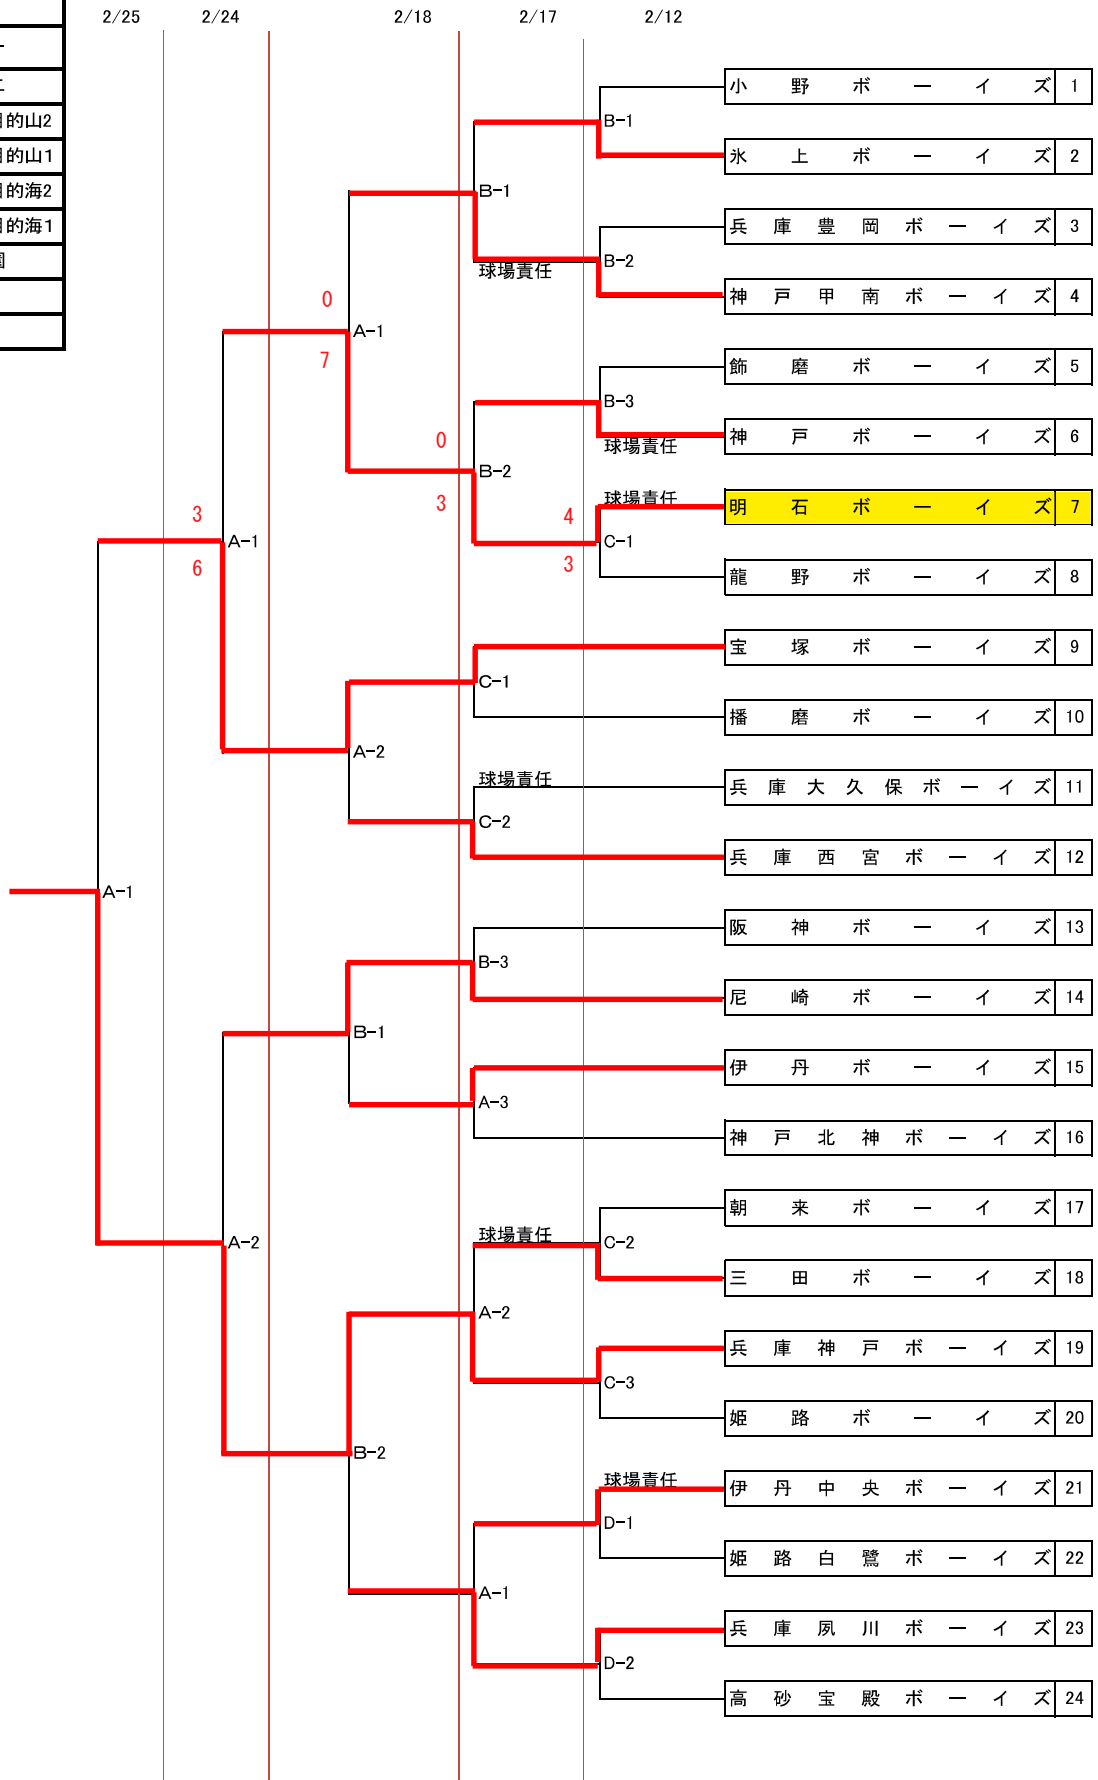 2/25 2/24 2/18 2/17 2/12
的山2
的山1
的海2
的海1
小野ボーイズ 1
B-1
氷上ボーイズ 2
B-1
兵庫豊岡ボーイズ 3
B-2
球場責任
神戸甲南ボーイズ 4
0
A-1
7
飾磨ボーイズ 5
B-3
神戸ボーイズ 6
球場責任
0
B-2
3
球場責任
明石ボーイズ 7
4
C-1
3
龍野ボーイズ 8
3
A-1
6
宝塚ボーイズ 9
C-1
播磨ボーイズ 10
A-2
球場責任
兵庫大久保ボーイズ 11
C-2
兵庫西宮ボーイズ 12
A-1
阪神ボーイズ 13
B-3
尼崎ボーイズ 14
B-1
伊丹ボーイズ 15
A-3
神戸北神ボーイズ 16
朝来ボーイズ 17
球場責任
C-2
A-2
三田ボーイズ 18
A-2
兵庫神戸ボーイズ 19
C-3
姫路ボーイズ 20
B-2
球場責任
伊丹中央ボーイズ 21
D-1
姫路白鷺ボーイズ 22
A-1
兵庫夙川ボーイズ 23
D-2
高砂宝殿ボーイズ 24